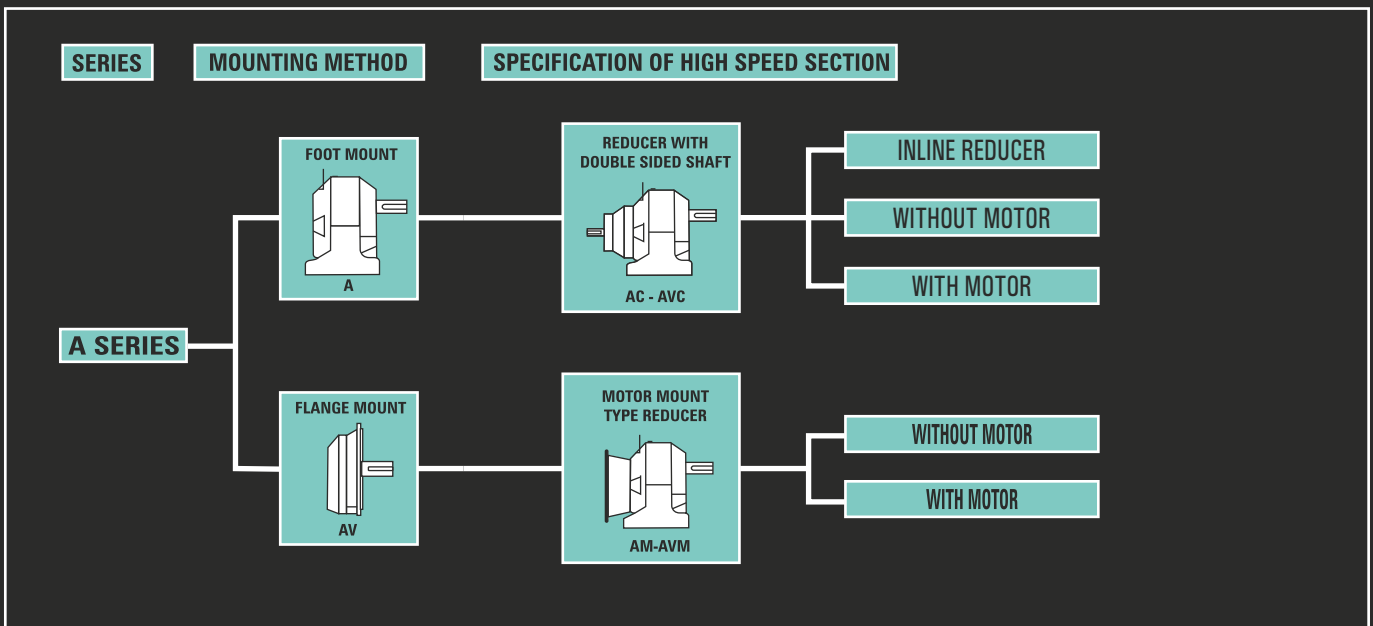 SERIES
MOUNTING METHOD
SPECIFICATION OF HIGH SPEED SECTION
A SERIES
FOOT MOUNT
A
REDUCER WITH
DOUBLE SIDED SHAFT
AC - AVC
INLINE REDUCER
WITHOUT MOTOR
WITH MOTOR
FLANGE MOUNT
AV
MOTOR MOUNT
TYPE REDUCER
AM-AVM
WITHOUT MOTOR
WITH MOTOR